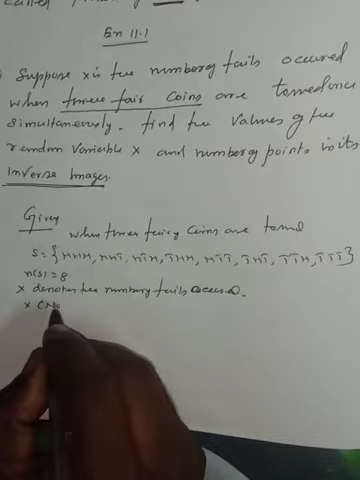 called
Ex 11.1
Suppose x is the number of tails occured
when three fair coins are tossed once
simultaneously. find the values of the
random variable x and number of points in its
Inverse Images.
Given
when three fair coins are tossed
S = {HHH, HHT, HTH, THH, HTT, THT, TTH, TTT}
n(s) = 8
x denotes the number of tails occured.
x (